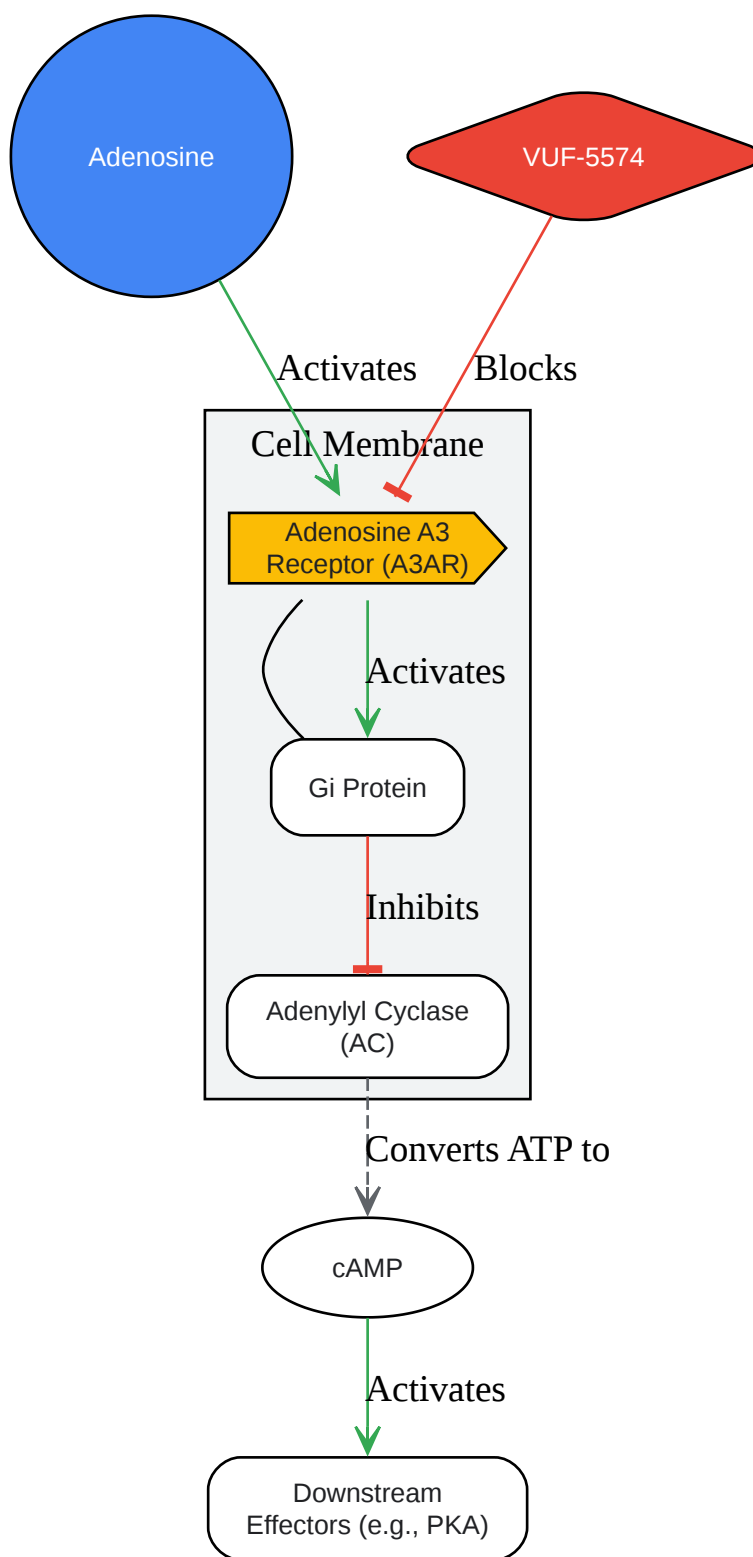 Adenosine
VUF-5574
Activates
Blocks
Cell Membrane
Adenosine A3
Receptor (A3AR)
Activates
Gi Protein
Inhibits
Adenylyl Cyclase
(AC)
Converts ATP to
cAMP
Activates
Downstream
Effectors (e.g., PKA)